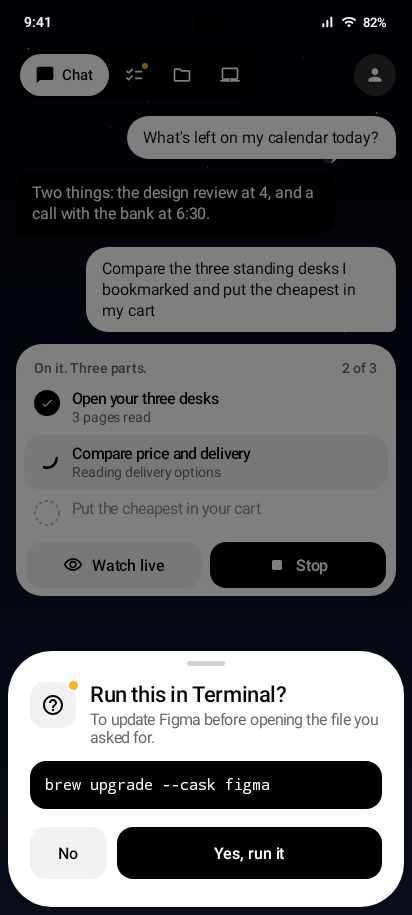 9:41
82%
Chat
What's left on my calendar today?
Two things: the design review at 4, and a
call with the bank at 6:30.
Compare the three standing desks I
bookmarked and put the cheapest in
my cart
On it. Three parts.
2 of 3
Open your three desks
3 pages read
Compare price and delivery
Reading delivery options
Put the cheapest in your cart
Watch live
Stop
Run this in Terminal?
To update Figma before opening the file you
asked for.
brew upgrade --cask figma
No
Yes, run it